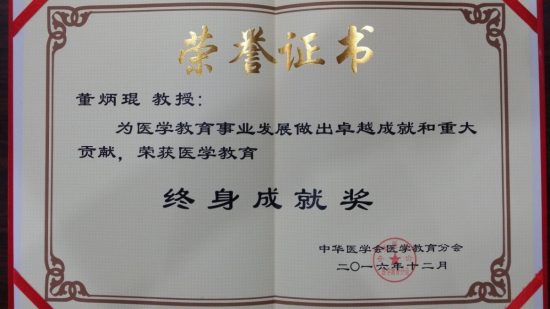 荣誉证书
董炳琨 教授:
为医学教育事业发展做出卓越成就和重大
贡献，荣获医学教育
终身成就奖
中华医学会医学教育分会
二〇一六年十二月